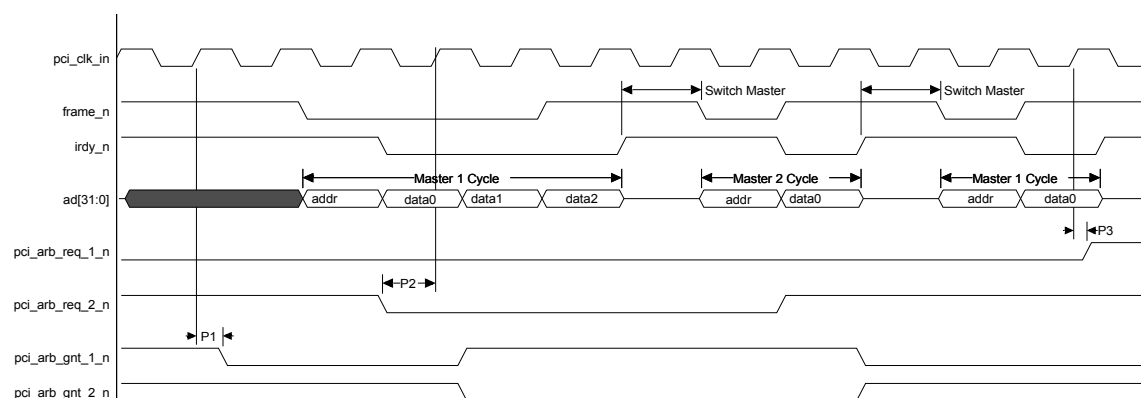 pci_clk_in
frame_n
Switch Master
Switch Master
irdy_n
Master 1 Cycle
Master 2 Cycle
Master 1 Cycle
ad[31:0]
addr
data0
data1
data2
addr
data0
addr
data0
pci_arb_req_1_n
P3
pci_arb_req_2_n
P2
P1
pci_arb_gnt_1_n
pci_arb_gnt_2_n